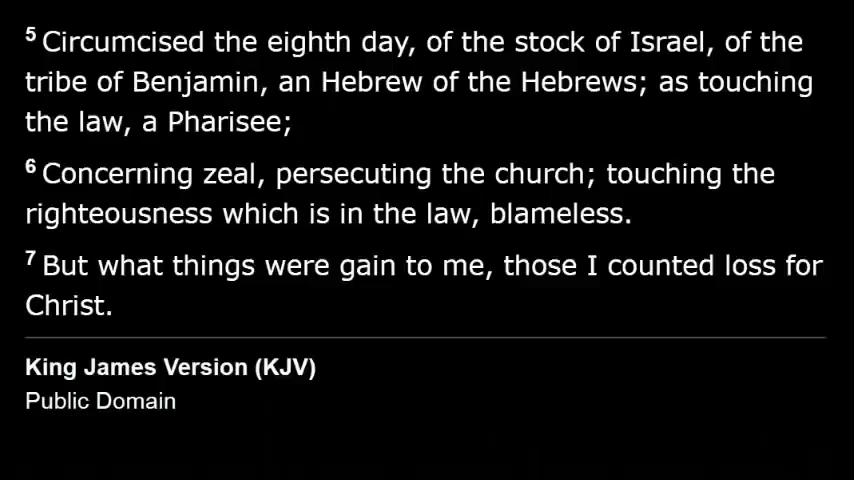 5 Circumcised the eighth day, of the stock of Israel, of the
tribe of Benjamin, an Hebrew of the Hebrews; as touching
the law, a Pharisee;
6 Concerning zeal, persecuting the church; touching the
righteousness which is in the law, blameless.
7 But what things were gain to me, those I counted loss for
Christ.
King James Version (KJV)
Public Domain